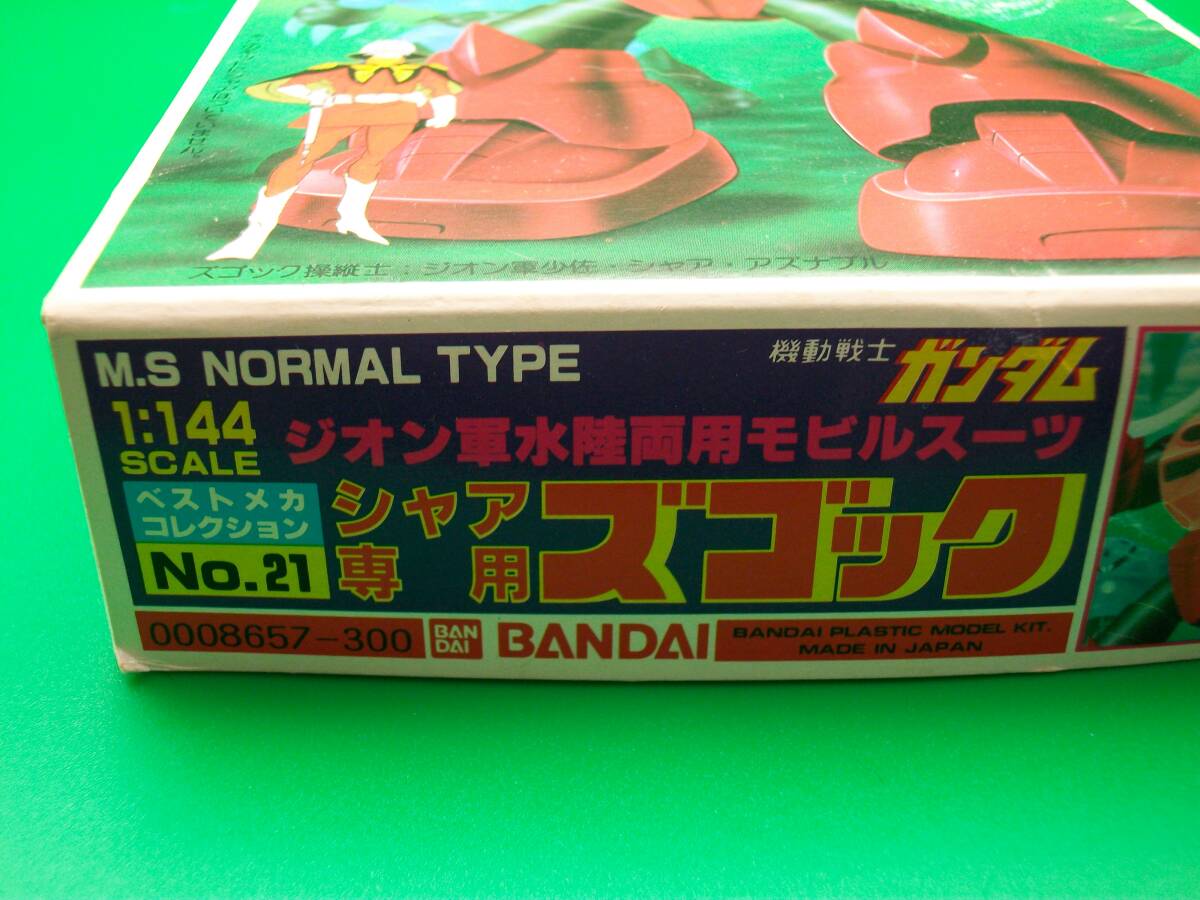 ズゴック操縦士：ジオン軍少佐・シャア・アズナブル
M.S NORMAL TYPE
機動戦士 ガンダム
1:144
SCALE
ジオン軍水陸両用モビルスーツ
ベストメカ
コレクション
No.21
シャア
専用
ズゴック
0008657-300
BAN
DAI
BANDAI
BANDAI PLASTIC MODEL KIT.
MADE IN JAPAN